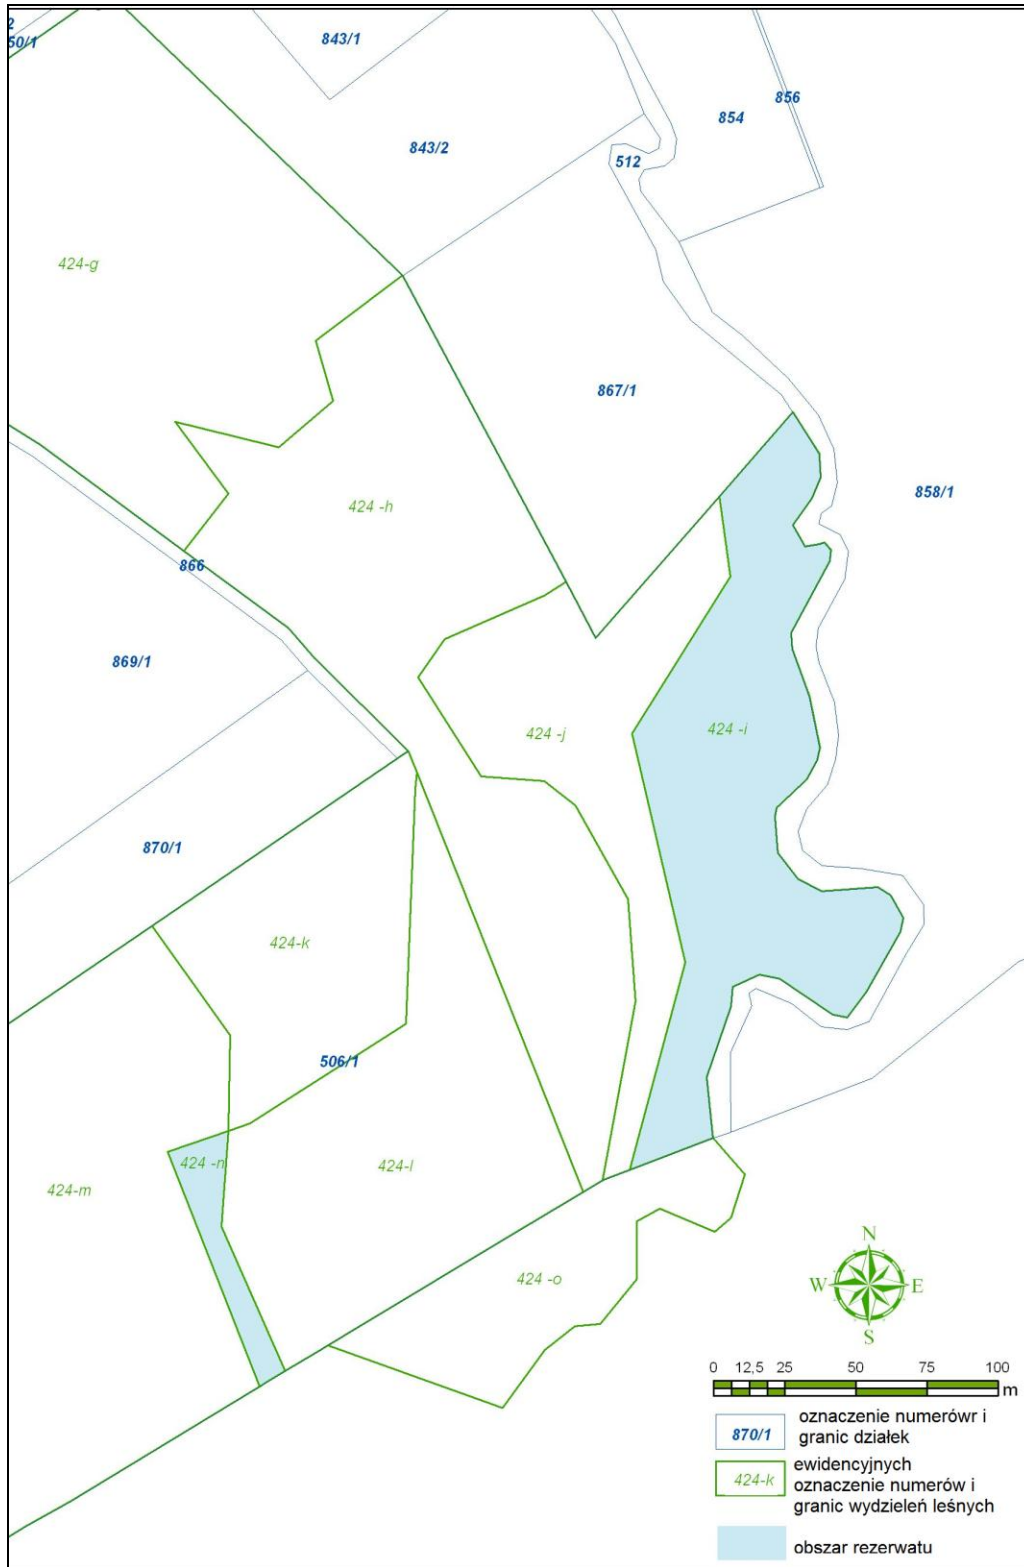 2
50/1
843/1
856
854
843/2
512
424-g
867/1
858/1
424 -h
866
869/1
424 -j
424 -i
870/1
424-k
506/1
424 -n
424-l
424-m
424 -o
N
W E
S
0 12,5 25 50 75 100
m
870/1
oznaczenie numerówr i
granic działek
ewidencyjnych
424-k
oznaczenie numerów i
granic wydzieleń leśnych
obszar rezerwatu